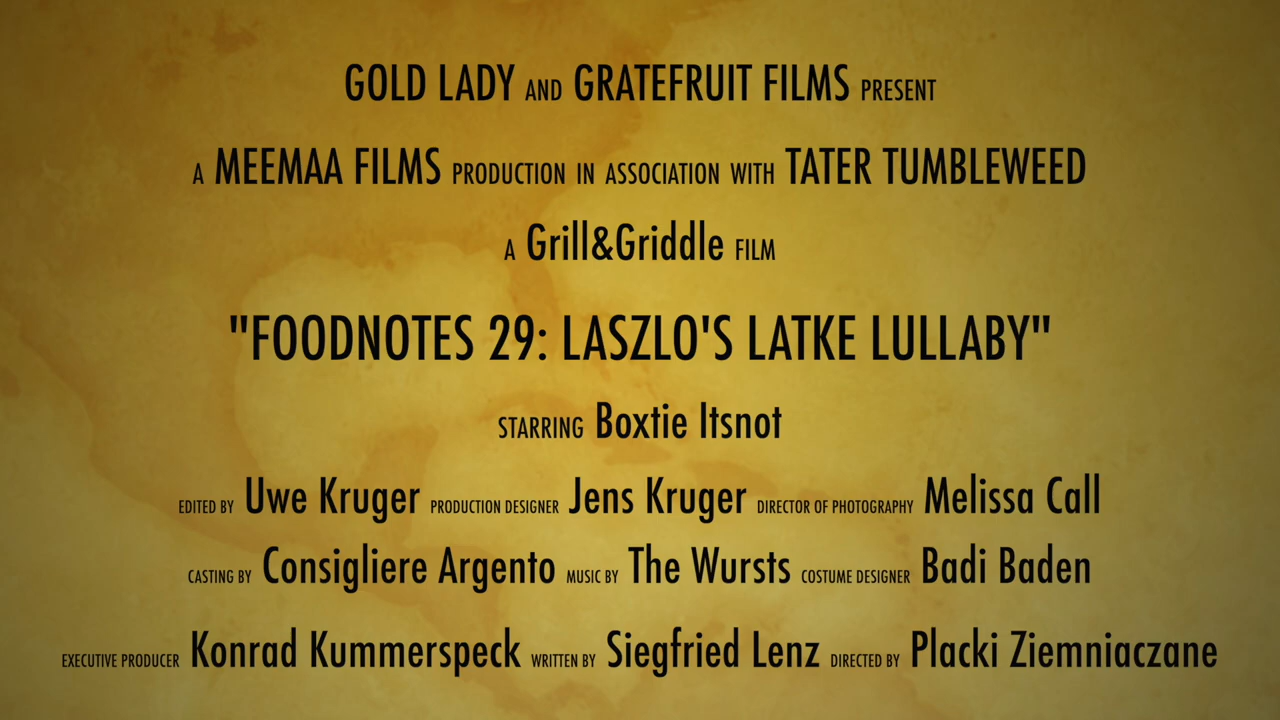 GOLD LADY AND GRATEFRUIT FILMS PRESENT
A MEEMAA FILMS PRODUCTION IN ASSOCIATION WITH TATER TUMBLEWEED
A Grill&Griddle FILM
"FOODNOTES 29: LASZLO'S LATKE LULLABY"
STARRING Boxtie Itsnot
EDITED BY Uwe Kruger PRODUCTION DESIGNER Jens Kruger DIRECTOR OF PHOTOGRAPHY Melissa Call
CASTING BY Consigliere Argento MUSIC BY The Wursts COSTUME DESIGNER Badi Baden
EXECUTIVE PRODUCER Konrad Kummerspeck WRITTEN BY Siegfried Lenz DIRECTED BY Placki Ziemniaczane